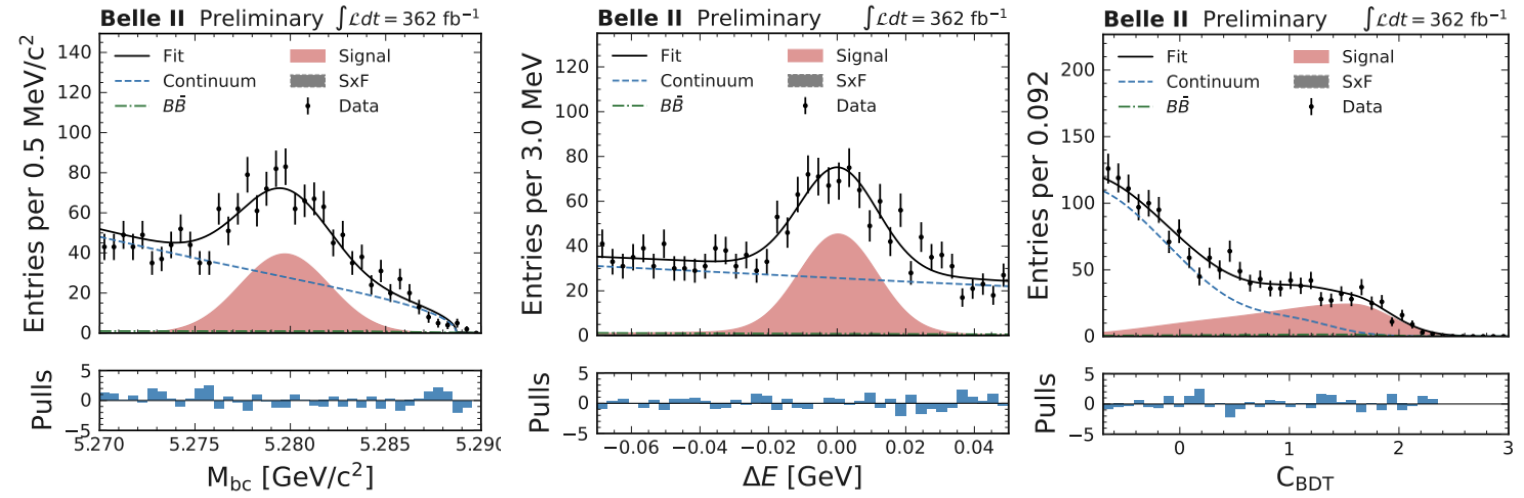 Belle II Preliminary ∫ℒdt = 362 fb⁻¹
Entries per 0.5 MeV/c²
140
120
100
80
60
40
20
0
Fit
Continuum
BB̄
Signal
SxF
Data
Pulls
5
0
−5
5.270 5.275 5.280 5.285 5.290
M_bc [GeV/c²]
Belle II Preliminary ∫ℒdt = 362 fb⁻¹
Entries per 3.0 MeV
120
100
80
60
40
20
0
Fit
Continuum
BB̄
Signal
SxF
Data
Pulls
5
0
−5
−0.06 −0.04 −0.02 0.00 0.02 0.04
ΔE [GeV]
Belle II Preliminary ∫ℒdt = 362 fb⁻¹
Entries per 0.092
200
150
100
50
0
Fit
Continuum
BB̄
Signal
SxF
Data
Pulls
5
0
−5
0 1 2 3
C_BDT